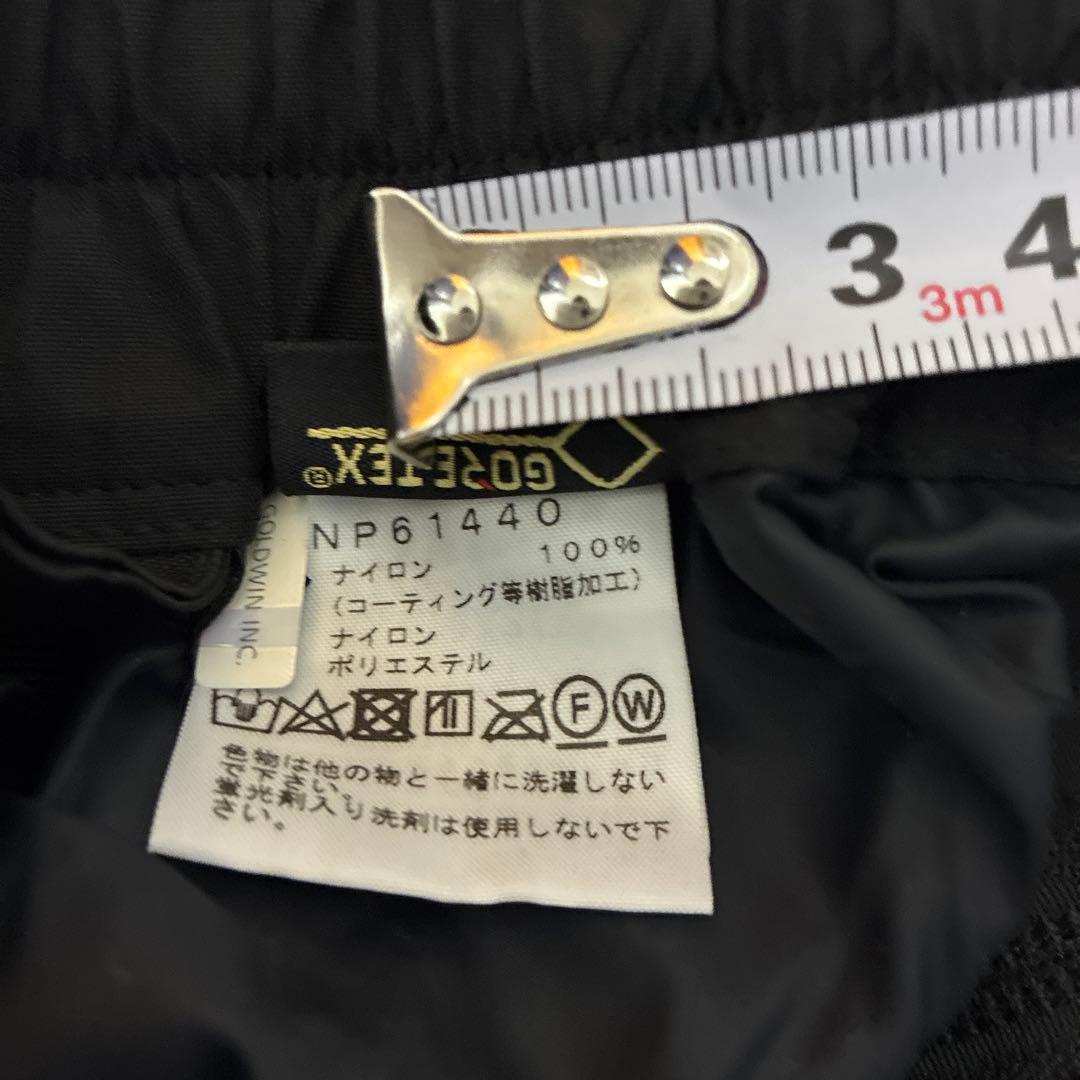 3
4
3m
GORE-TEX®
GOLDWIN INC.
NP61440
ナイロン 100%
(コーティング等樹脂加工)
ナイロン
ポリエステル
F W
色物は他の物と一緒に洗濯しない
で下さい。
蛍光剤入り洗剤は使用しないで下
さい。